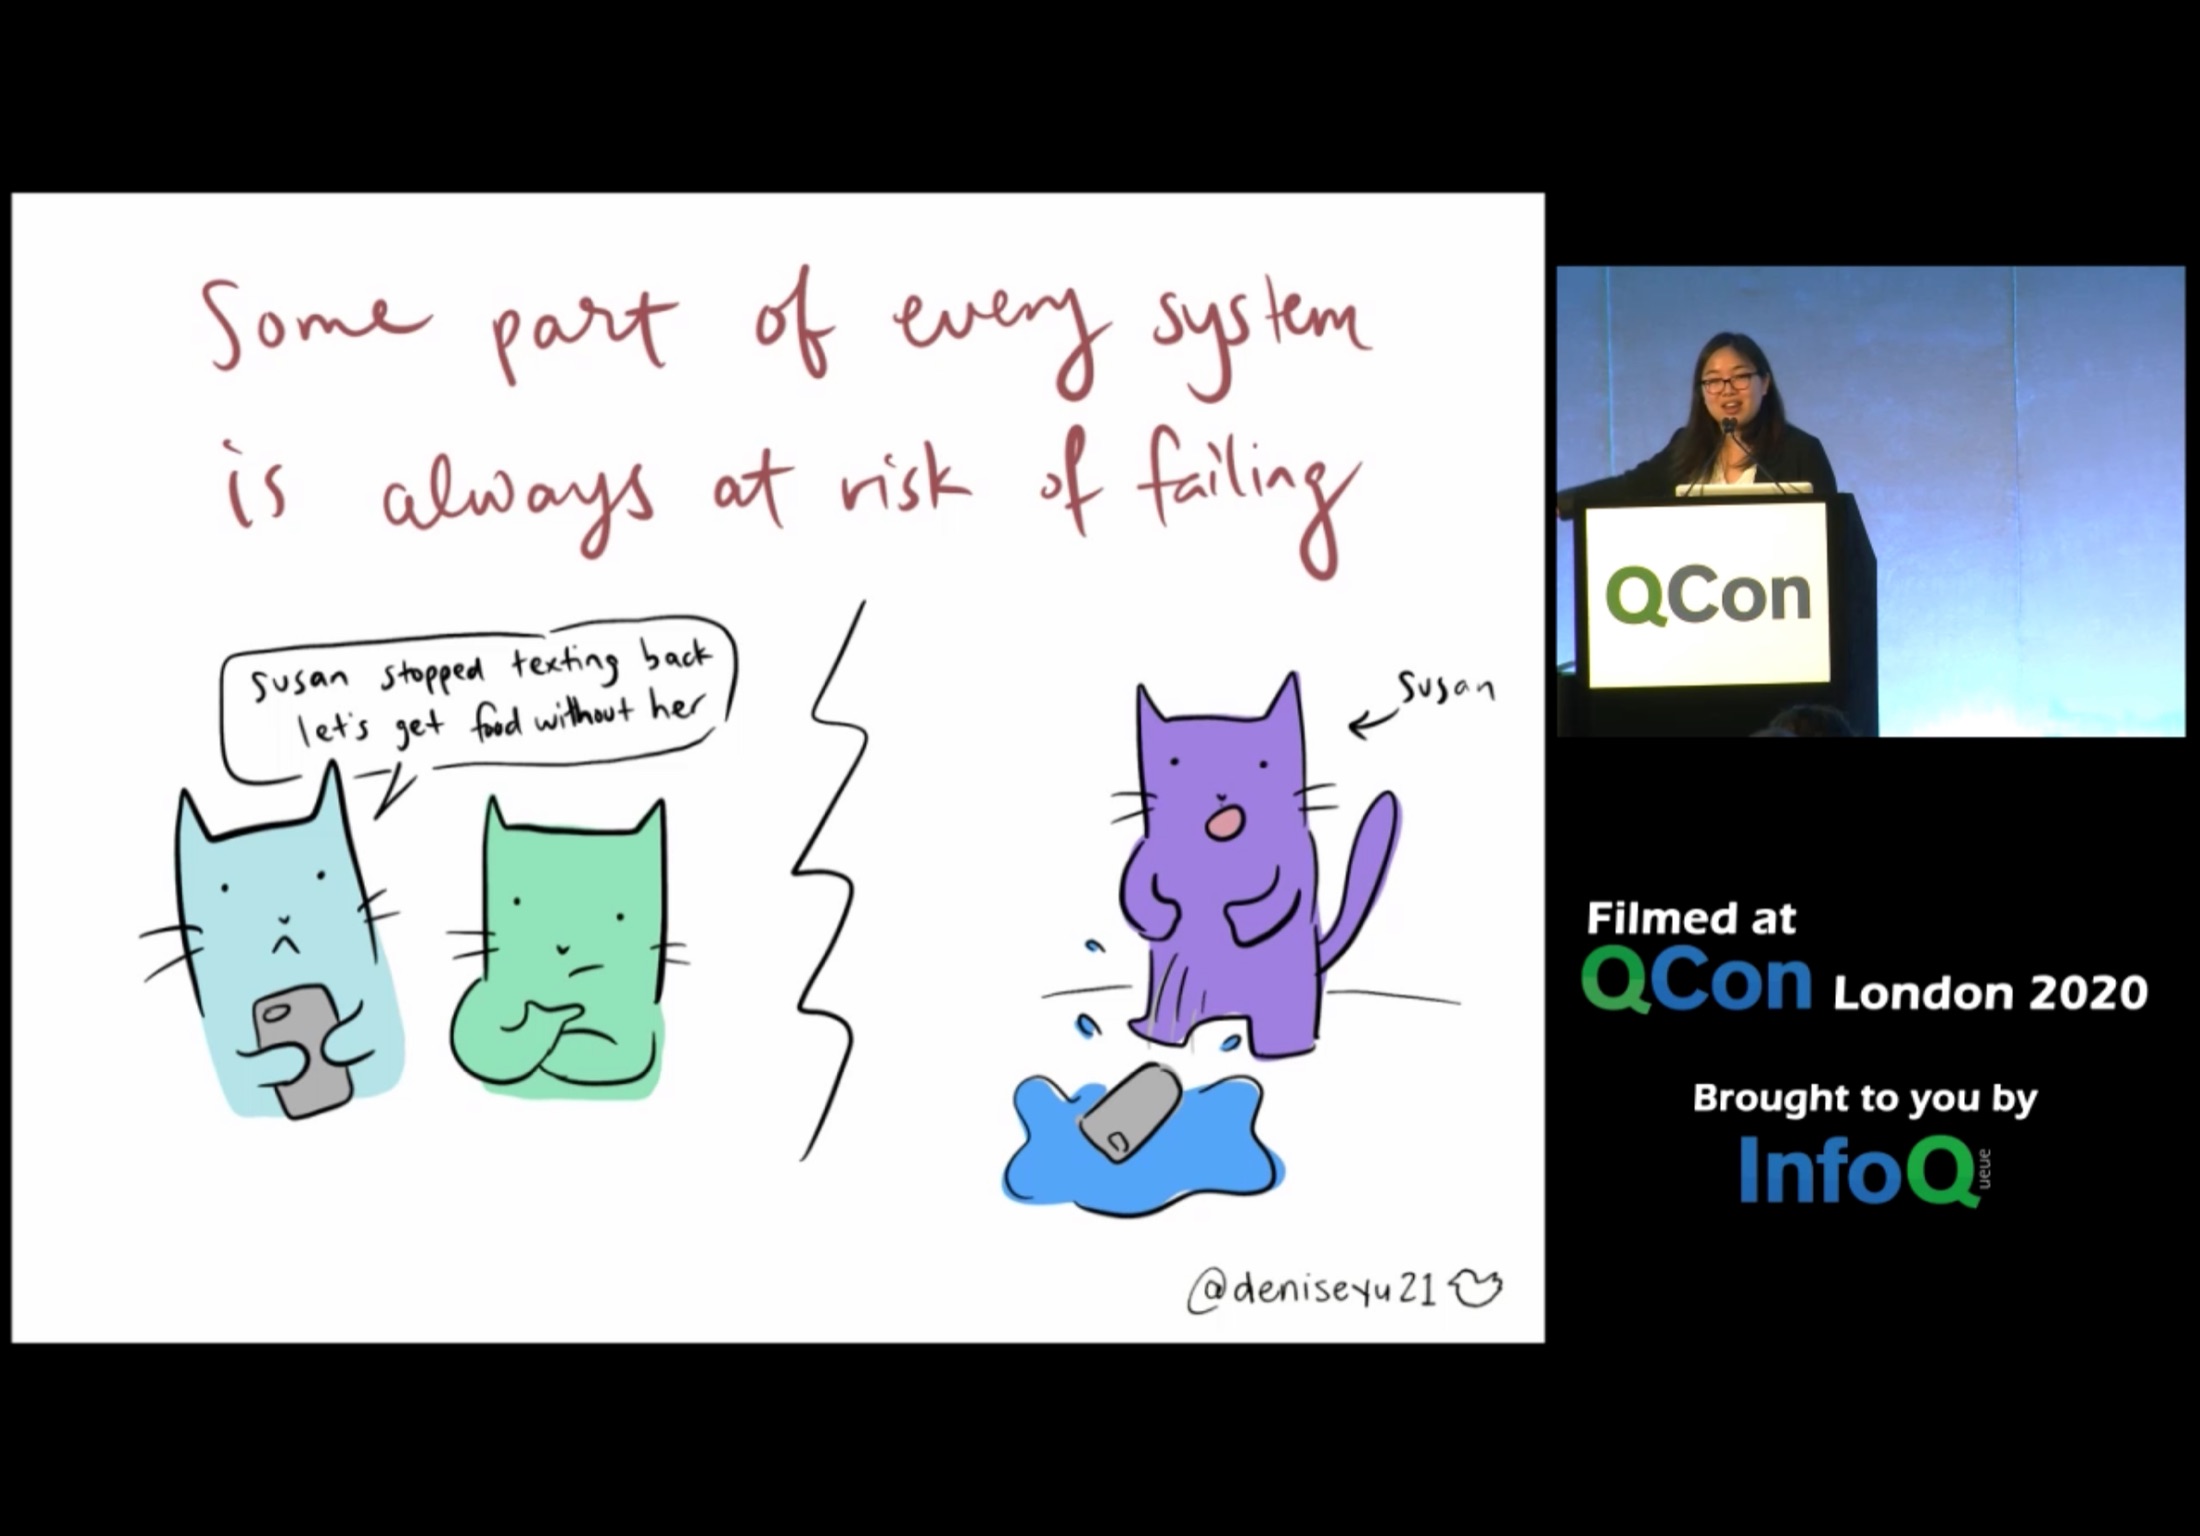 Some part of every system
is always at risk of failing
susan stopped texting back
let's get food without her
susan
@deniseyu21
QCon
Filmed at
QCon London 2020
Brought to you by
InfoQ
ueue